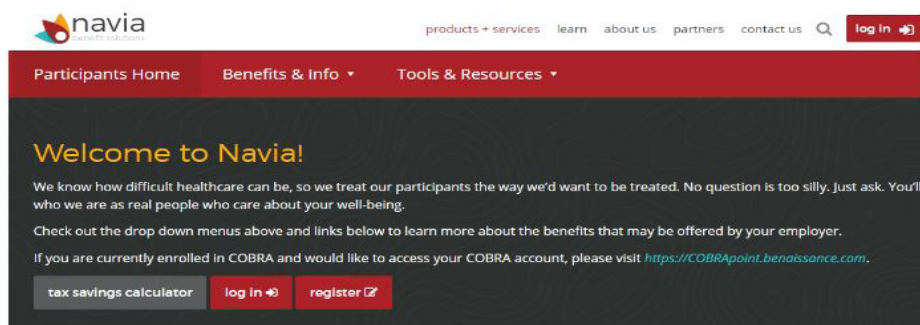 navia
benefit solutions
products + services learn about us partners contact us log in
Participants Home Benefits & Info Tools & Resources
Welcome to Navia!
We know how difficult healthcare can be, so we treat our participants the way we'd want to be treated. No question is too silly. Just ask. You'll
who we are as real people who care about your well-being.
Check out the drop down menus above and links below to learn more about the benefits that may be offered by your employer.
If you are currently enrolled in COBRA and would like to access your COBRA account, please visit https://COBRApoint.benaissance.com.
tax savings calculator log in register